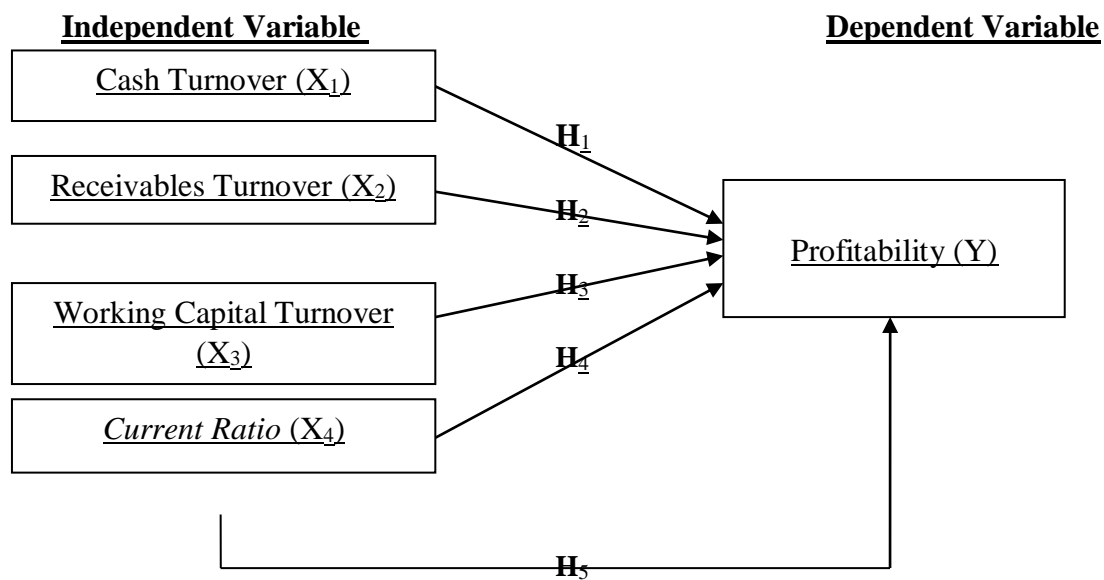 Independent Variable
Dependent Variable
Cash Turnover (X₁)
H₁
Receivables Turnover (X₂)
H₂
Profitability (Y)
H₃
Working Capital Turnover
(X₃)
H₄
Current Ratio (X₄)
H₅